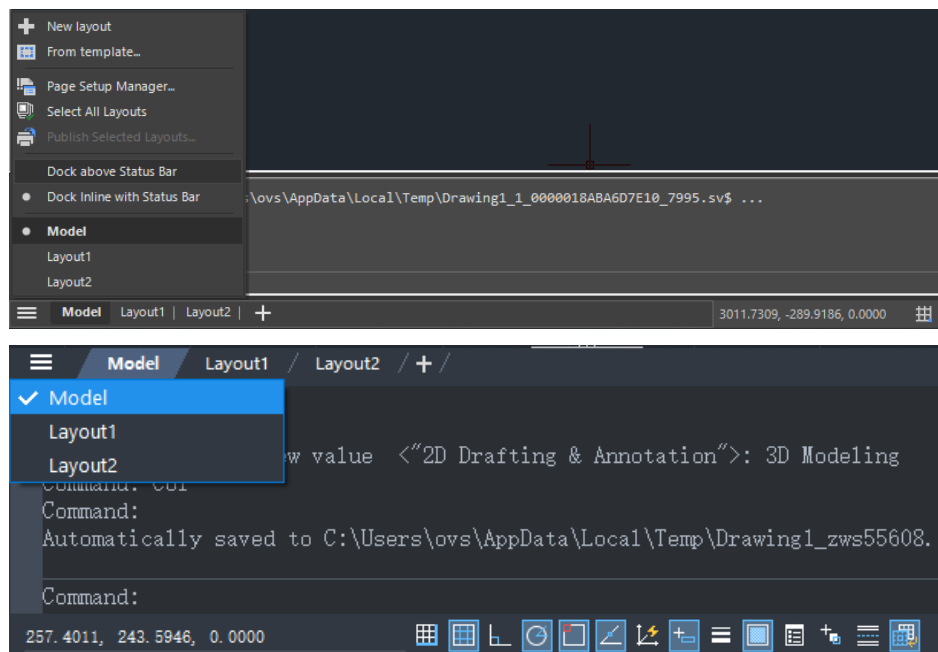 New layout
From template...
Page Setup Manager...
Select All Layouts
Publish Selected Layouts...
Dock above Status Bar
Dock Inline with Status Bar
:\ovs\AppData\Local\Temp\Drawing1_1_0000018ABA6D7E10_7995.sv$ ...
Model
Layout1
Layout2
Model Layout1 | Layout2 |
3011.7309, -289.9186, 0.0000
Model Layout1 / Layout2 / + /
Model
Layout1
Layout2
w value <"2D Drafting & Annotation">: 3D Modeling
Command:
Automatically saved to C:\Users\ovs\AppData\Local\Temp\Drawing1_zws55608.
Command:
257.4011, 243.5946, 0.0000